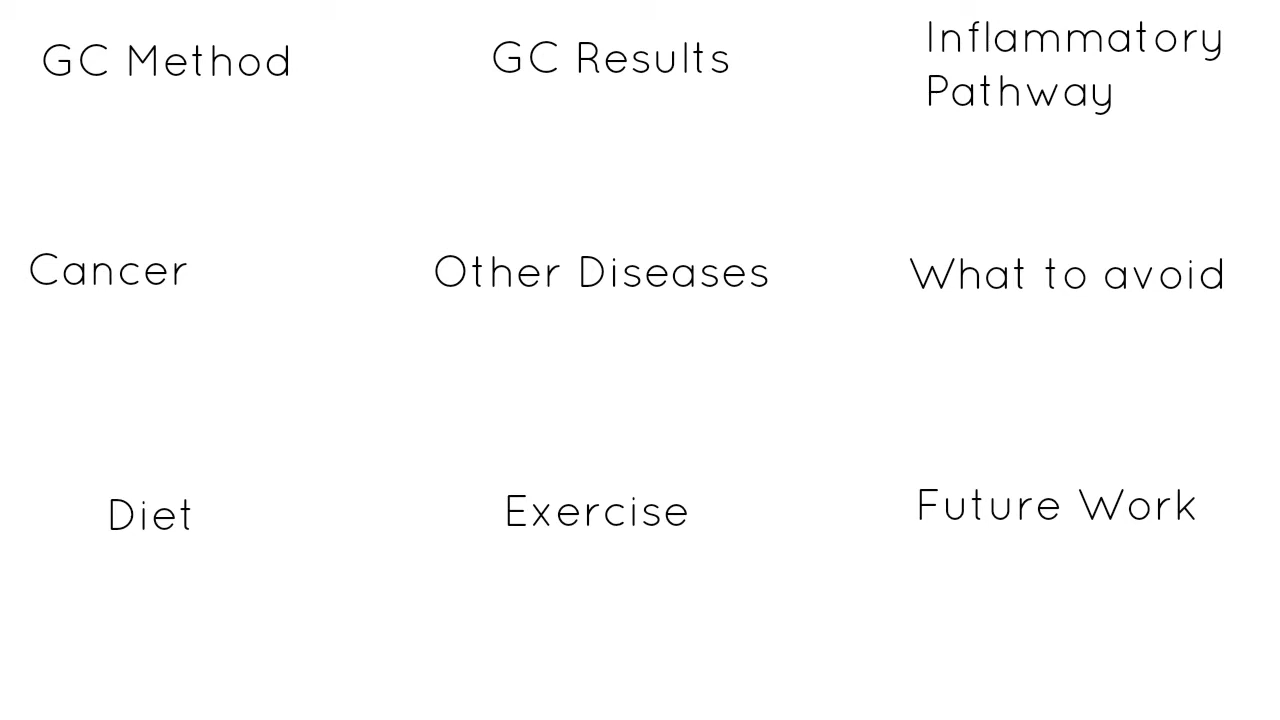 GC Method
GC Results
Inflammatory
Pathway
Cancer
Other Diseases
What to avoid
Diet
Exercise
Future Work